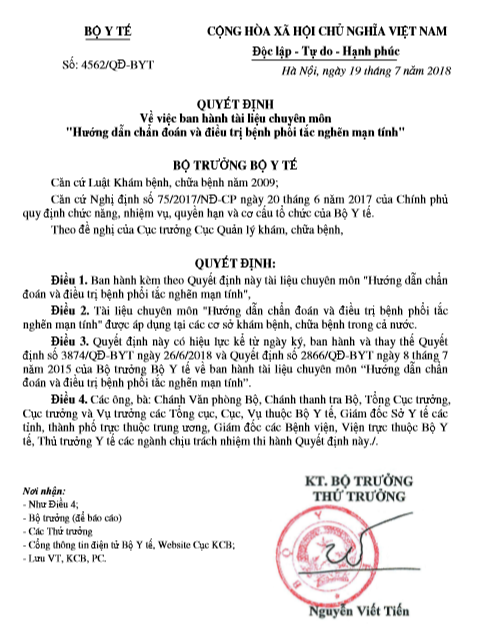 BỘ Y TẾ
CỘNG HÒA XÃ HỘI CHỦ NGHĨA VIỆT NAM
Độc lập - Tự do - Hạnh phúc
Số: 4562/QĐ-BYT
Hà Nội, ngày 19 tháng 7 năm 2018
QUYẾT ĐỊNH
Về việc ban hành tài liệu chuyên môn
"Hướng dẫn chẩn đoán và điều trị bệnh phổi tắc nghẽn mạn tính"
BỘ TRƯỞNG BỘ Y TẾ
Căn cứ Luật Khám bệnh, chữa bệnh năm 2009;
Căn cứ Nghị định số 75/2017/NĐ-CP ngày 20 tháng 6 năm 2017 của Chính phủ
quy định chức năng, nhiệm vụ, quyền hạn và cơ cấu tổ chức của Bộ Y tế.
Theo đề nghị của Cục trưởng Cục Quản lý khám, chữa bệnh,
QUYẾT ĐỊNH:
Điều 1. Ban hành kèm theo Quyết định này tài liệu chuyên môn "Hướng dẫn chẩn
đoán và điều trị bệnh phổi tắc nghẽn mạn tính",
Điều 2. Tài liệu chuyên môn "Hướng dẫn chẩn đoán và điều trị bệnh phổi tắc
nghẽn mạn tính" được áp dụng tại các cơ sở khám bệnh, chữa bệnh trong cả nước.
Điều 3. Quyết định này có hiệu lực kể từ ngày ký, ban hành và thay thế Quyết
định số 3874/QĐ-BYT ngày 26/6/2018 và Quyết định số 2866/QĐ-BYT ngày 8 tháng 7
năm 2015 của Bộ trưởng Bộ Y tế về ban hành tài liệu chuyên môn “Hướng dẫn chẩn
đoán và điều trị bệnh phổi tắc nghẽn mạn tính”.
Điều 4. Các ông, bà: Chánh Văn phòng Bộ, Chánh thanh tra Bộ, Tổng Cục trưởng,
Cục trưởng và Vụ trưởng các Tổng cục, Cục, Vụ thuộc Bộ Y tế, Giám đốc Sở Y tế các
tỉnh, thành phố trực thuộc trung ương, Giám đốc các Bệnh viện, Viện trực thuộc Bộ Y
tế, Thủ trưởng Y tế các ngành chịu trách nhiệm thi hành Quyết định này./.
Nơi nhận:
- Như Điều 4;
- Bộ trưởng (để báo cáo)
- Các Thứ trưởng
- Cổng thông tin điện tử Bộ Y tế, Website Cục KCB;
- Lưu VT, KCB, PC.
KT. BỘ TRƯỞNG
THỨ TRƯỞNG
Nguyễn Viết Tiến